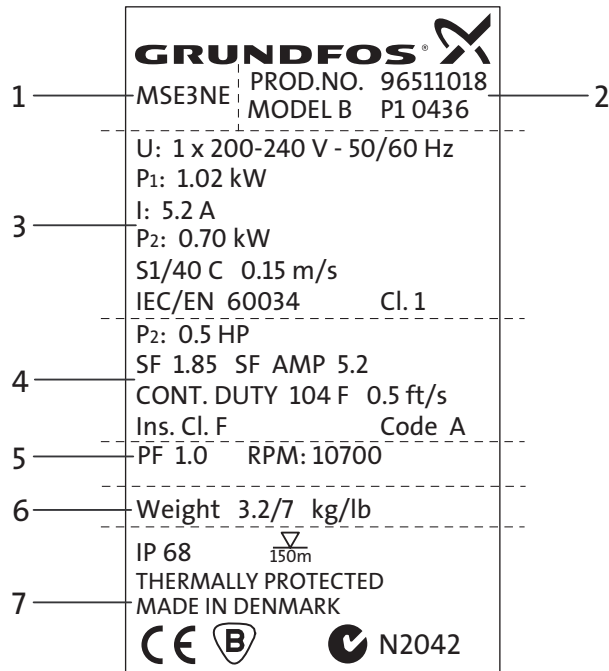 GRUNDFOS
1 MSE3NE PROD.NO. 96511018 2
MODEL B P1 0436
U: 1 x 200-240 V - 50/60 Hz
P1: 1.02 kW
I: 5.2 A
3
P2: 0.70 kW
S1/40 C 0.15 m/s
IEC/EN 60034 Cl. 1
P2: 0.5 HP
SF 1.85 SF AMP 5.2
4
CONT. DUTY 104 F 0.5 ft/s
Ins. Cl. F Code A
5 PF 1.0 RPM: 10700
6 Weight 3.2/7 kg/lb
IP 68 150m
THERMALLY PROTECTED
7 MADE IN DENMARK
CE B N2042